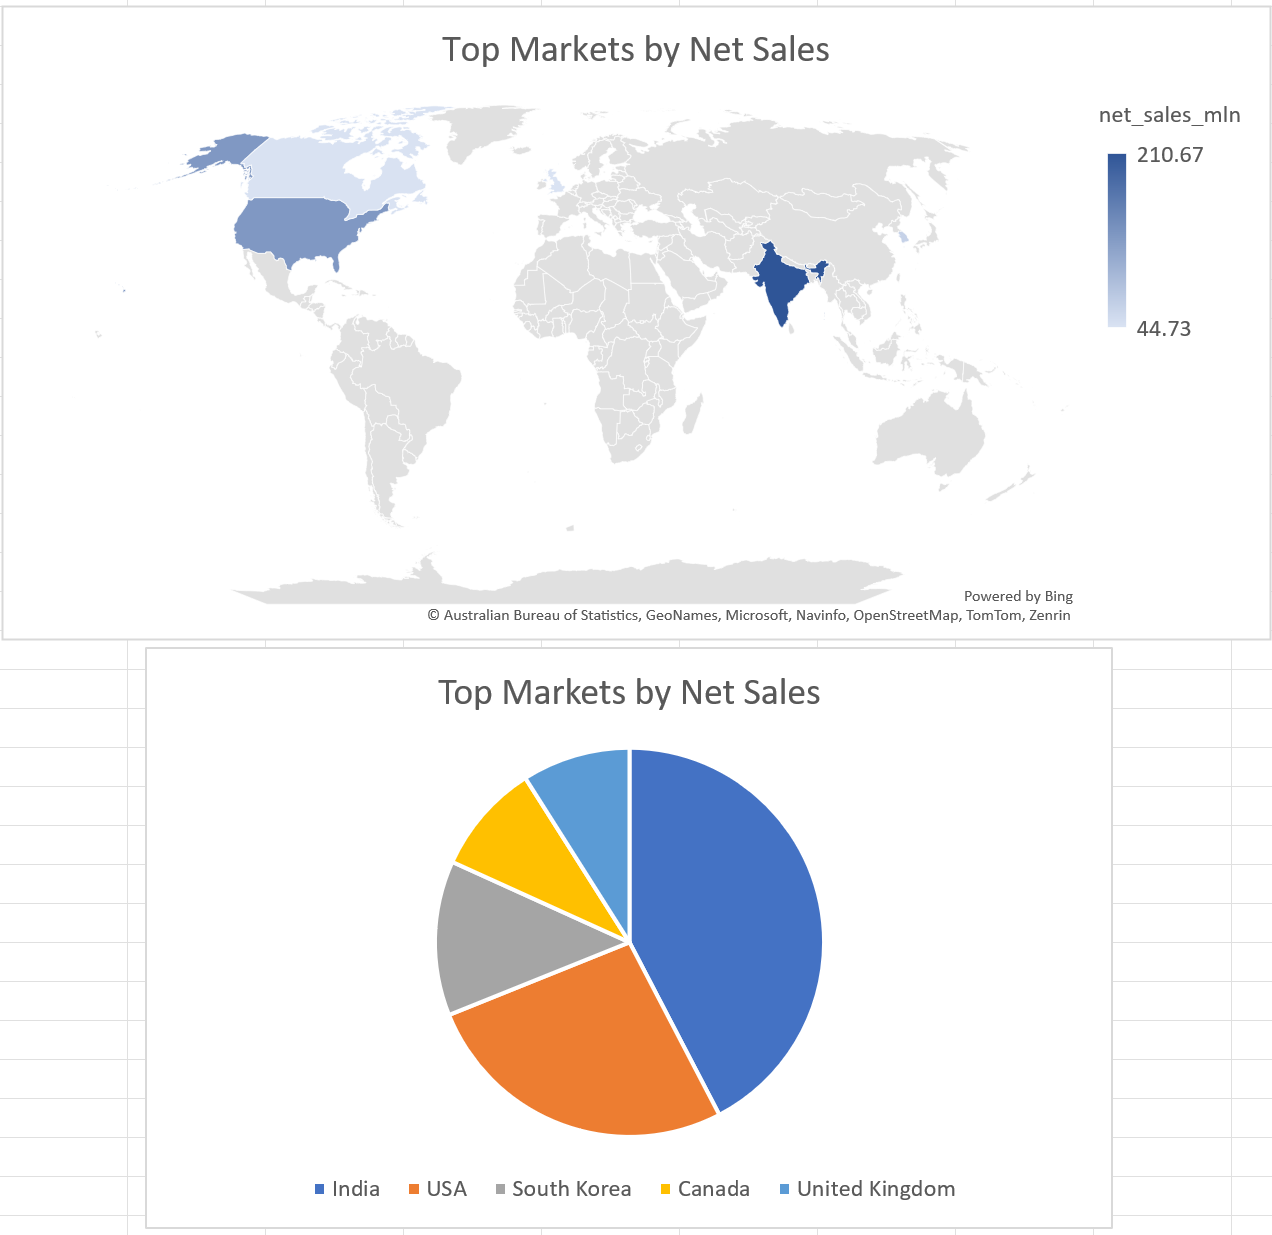 Top Markets by Net Sales
net_sales_mln
210.67
44.73
Powered by Bing
© Australian Bureau of Statistics, GeoNames, Microsoft, Navinfo, OpenStreetMap, TomTom, Zenrin
Top Markets by Net Sales
India USA South Korea Canada United Kingdom